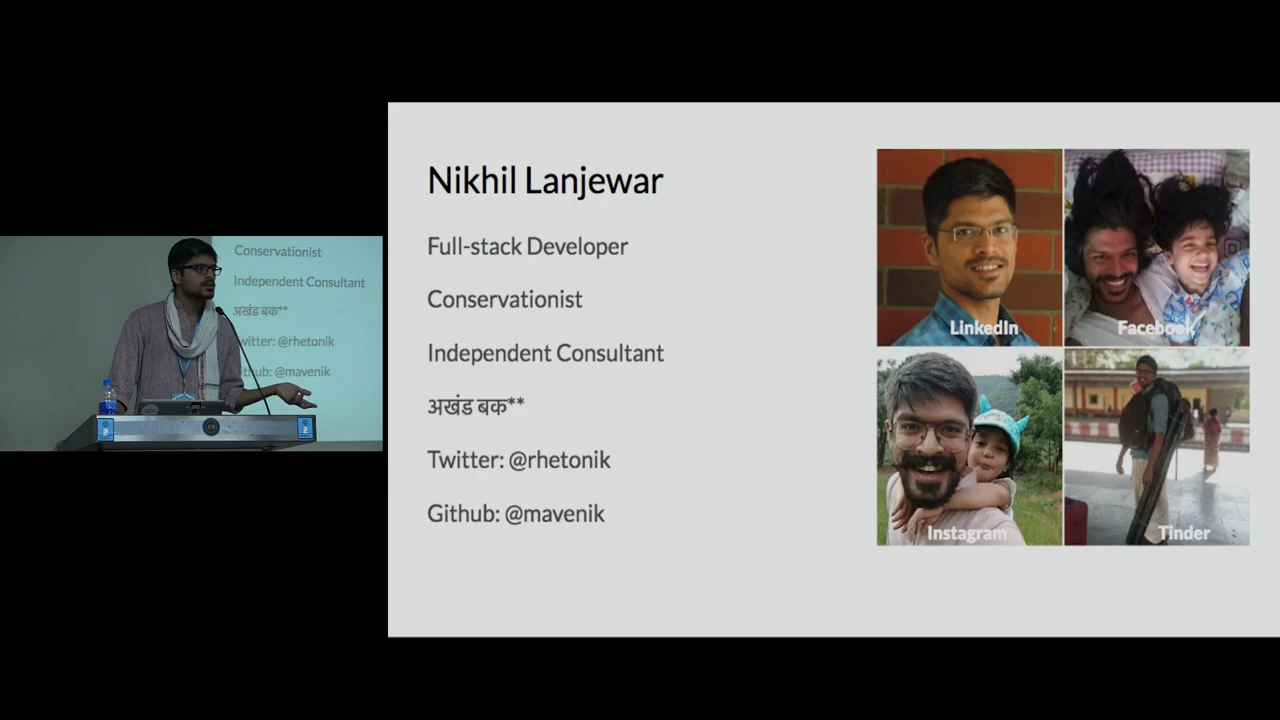 Conservationist
Independent Consultant
अखंड बक**
witter: @rhetonik
ithub: @mavenik
Nikhil Lanjewar
Full-stack Developer
Conservationist
Independent Consultant
अखंड बक**
Twitter: @rhetonik
Github: @mavenik
LinkedIn
Facebook
Instagram
Tinder